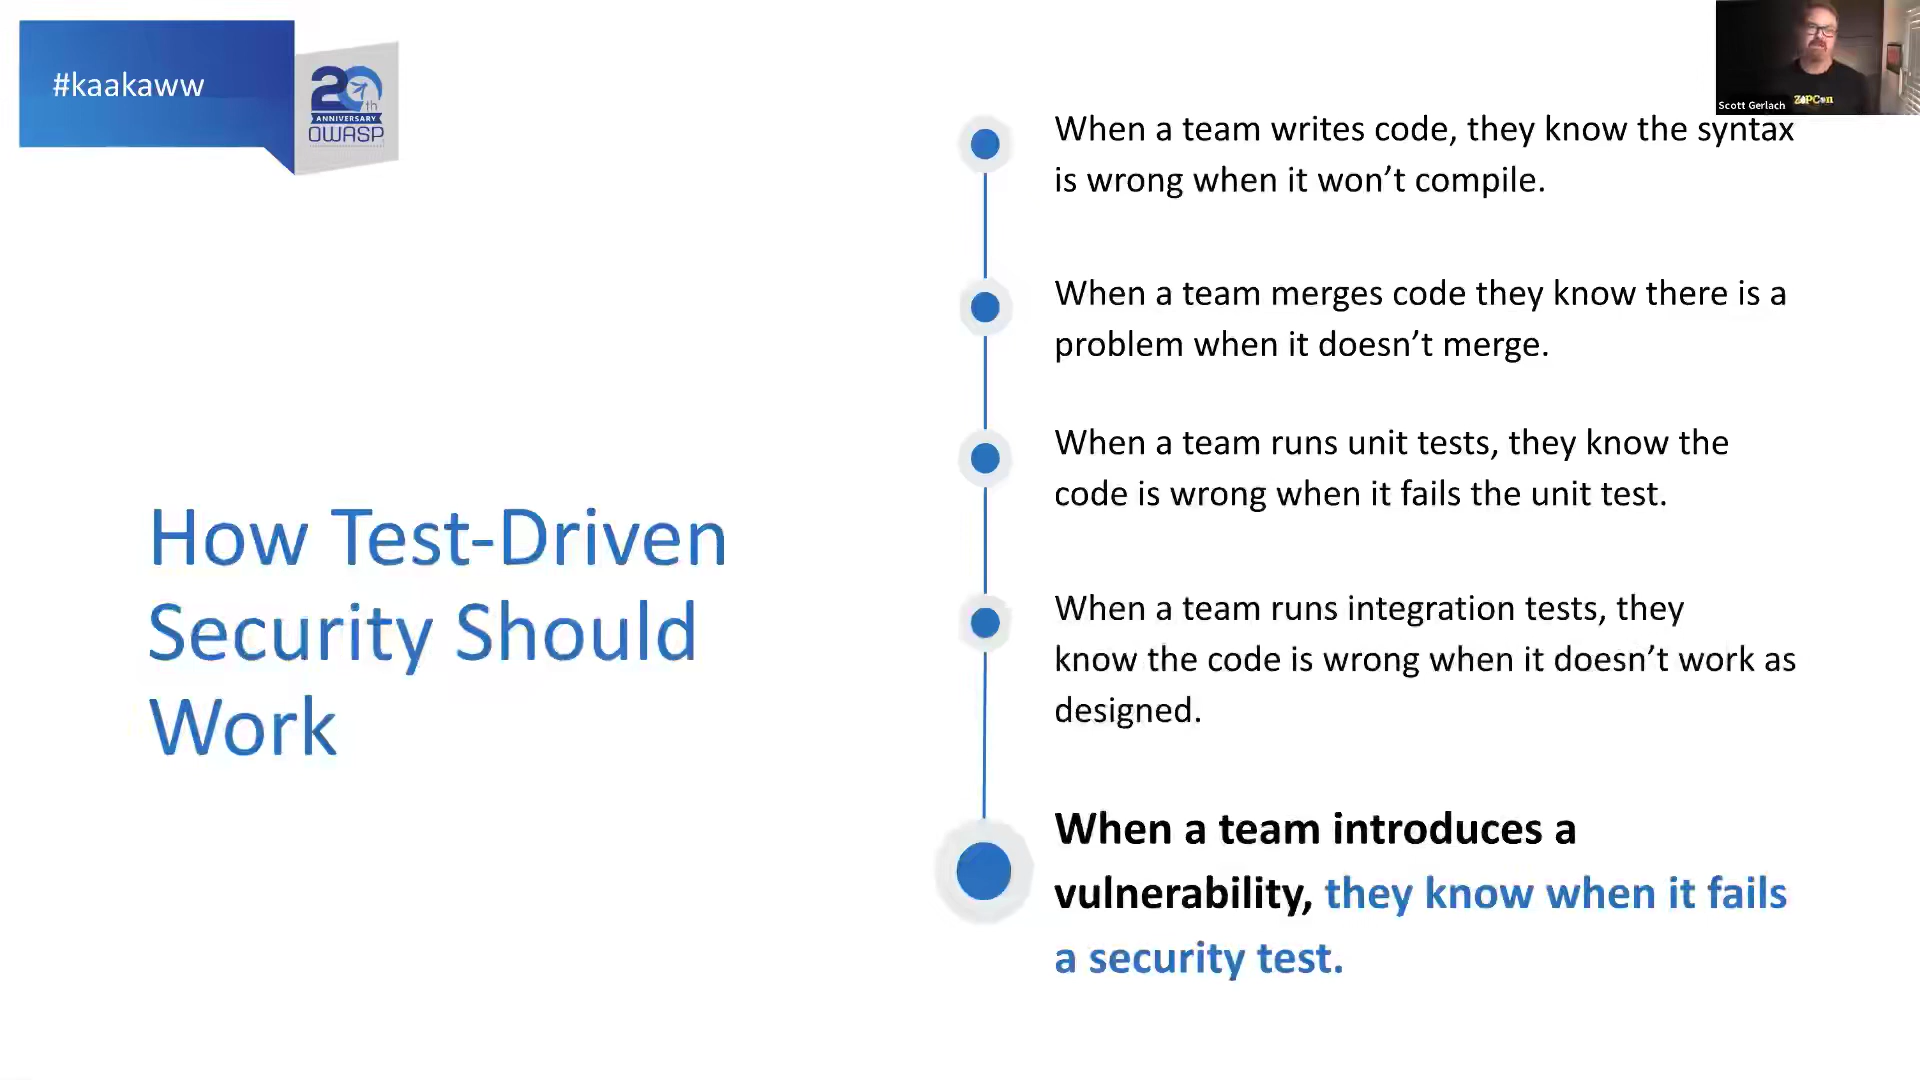 #kaakaww
20th
ANNIVERSARY
OWASP
Scott Gerlach
ZAPCon
How Test-Driven
Security Should
Work
When a team writes code, they know the syntax
is wrong when it won’t compile.
When a team merges code they know there is a
problem when it doesn’t merge.
When a team runs unit tests, they know the
code is wrong when it fails the unit test.
When a team runs integration tests, they
know the code is wrong when it doesn’t work as
designed.
When a team introduces a
vulnerability, they know when it fails
a security test.